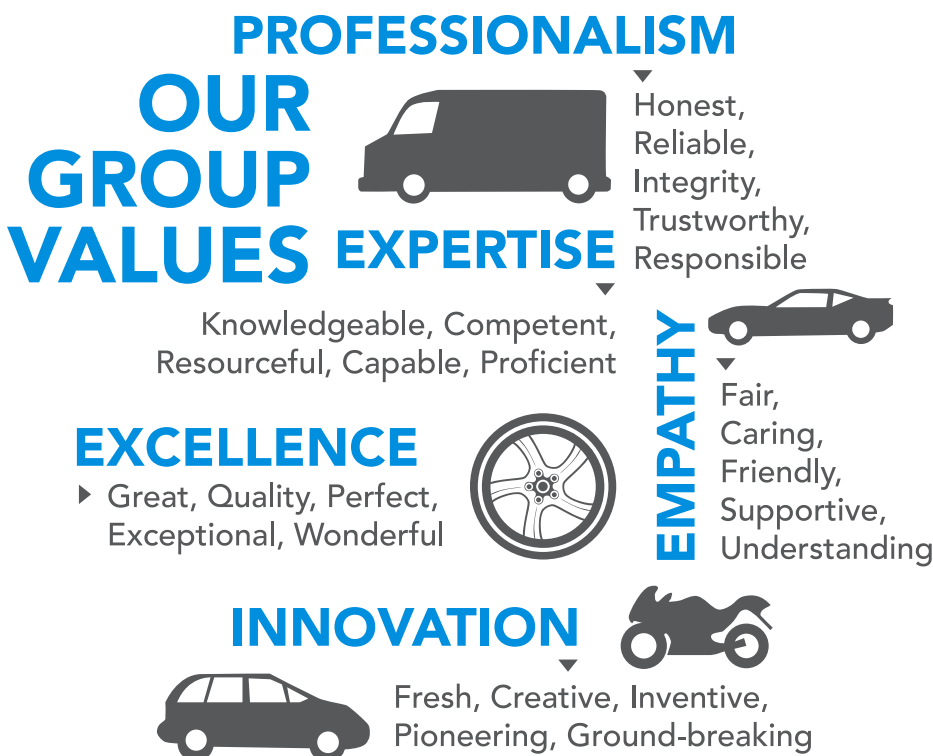 PROFESSIONALISM
OUR
GROUP
VALUES
Honest,
Reliable,
Integrity,
Trustworthy,
Responsible
EXPERTISE
Knowledgeable, Competent,
Resourceful, Capable, Proficient
EMPATHY
Fair,
Caring,
Friendly,
Supportive,
Understanding
EXCELLENCE
Great, Quality, Perfect,
Exceptional, Wonderful
INNOVATION
Fresh, Creative, Inventive,
Pioneering, Ground-breaking